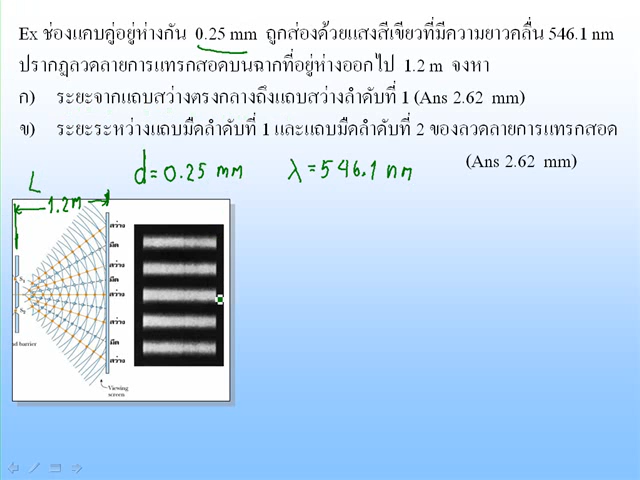 Ex ช่องแคบคู่อยู่ห่างกัน 0.25 mm ถูกส่องด้วยแสงสีเขียวที่มีความยาวคลื่น 546.1 nm
ปรากฏลวดลายการแทรกสอดบนฉากที่อยู่ห่างออกไป 1.2 m จงหา
ก) ระยะจากแถบสว่างตรงกลางถึงแถบสว่างลำดับที่ 1 (Ans 2.62 mm)
ข) ระยะระหว่างแถบมืดลำดับที่ 1 และแถบมืดลำดับที่ 2 ของลวดลายการแทรกสอด
(Ans 2.62 mm)
d=0.25 mm λ=546.1 nm
L
1.2m
สว่าง
มืด
สว่าง
มืด
S₁
สว่าง
S₂
มืด
สว่าง
มืด
สว่าง
d barrier
Viewing
screen